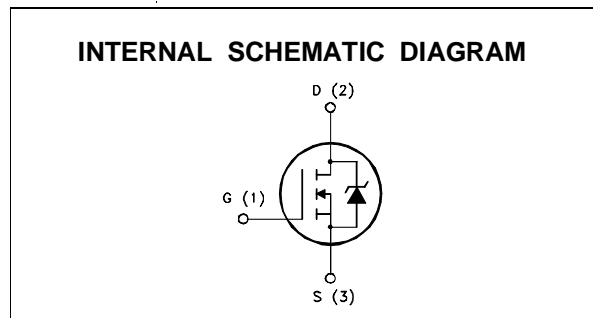 INTERNAL SCHEMATIC DIAGRAM
D (2)
G (1)
S (3)